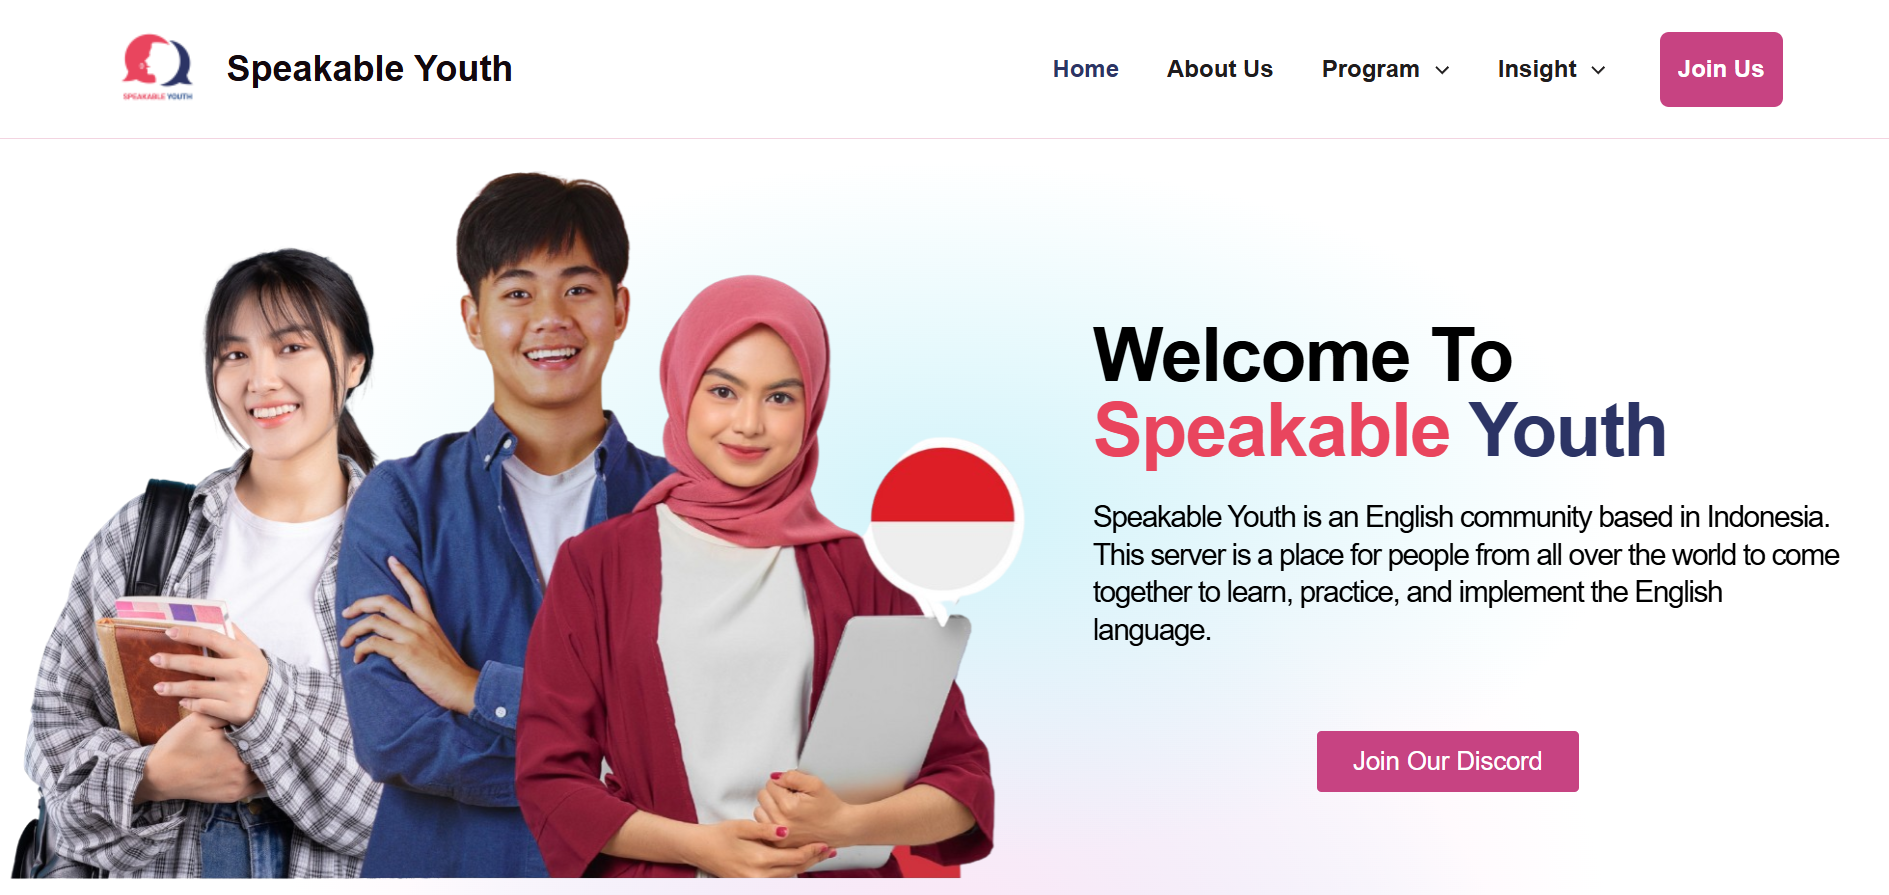 SPEAKABLE YOUTH
Speakable Youth
Home
About Us
Program
Insight
Join Us
Welcome To
Speakable Youth
Speakable Youth is an English community based in Indonesia.
This server is a place for people from all over the world to come
together to learn, practice, and implement the English
language.
Join Our Discord